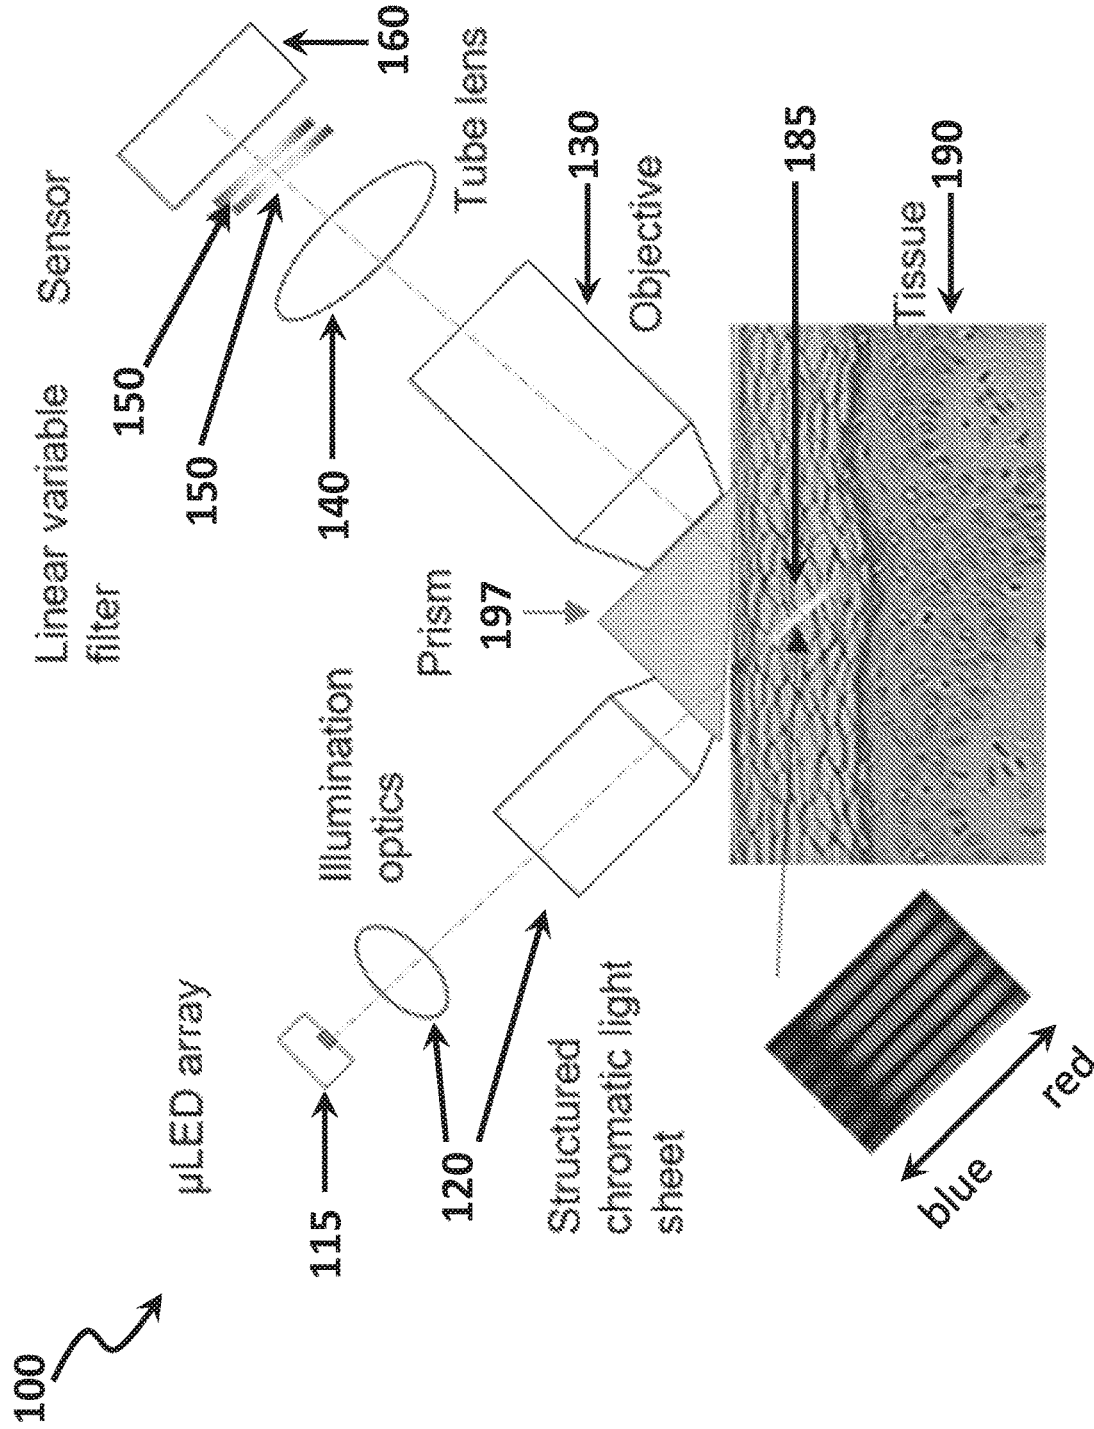 100
Linear variable
filter
Sensor
150
150
µLED array
115
140
Illumination
optics
160
Tube lens
Prism
197
120
Structured
chromatic light
sheet
130
Objective
185
Tissue
190
blue
red